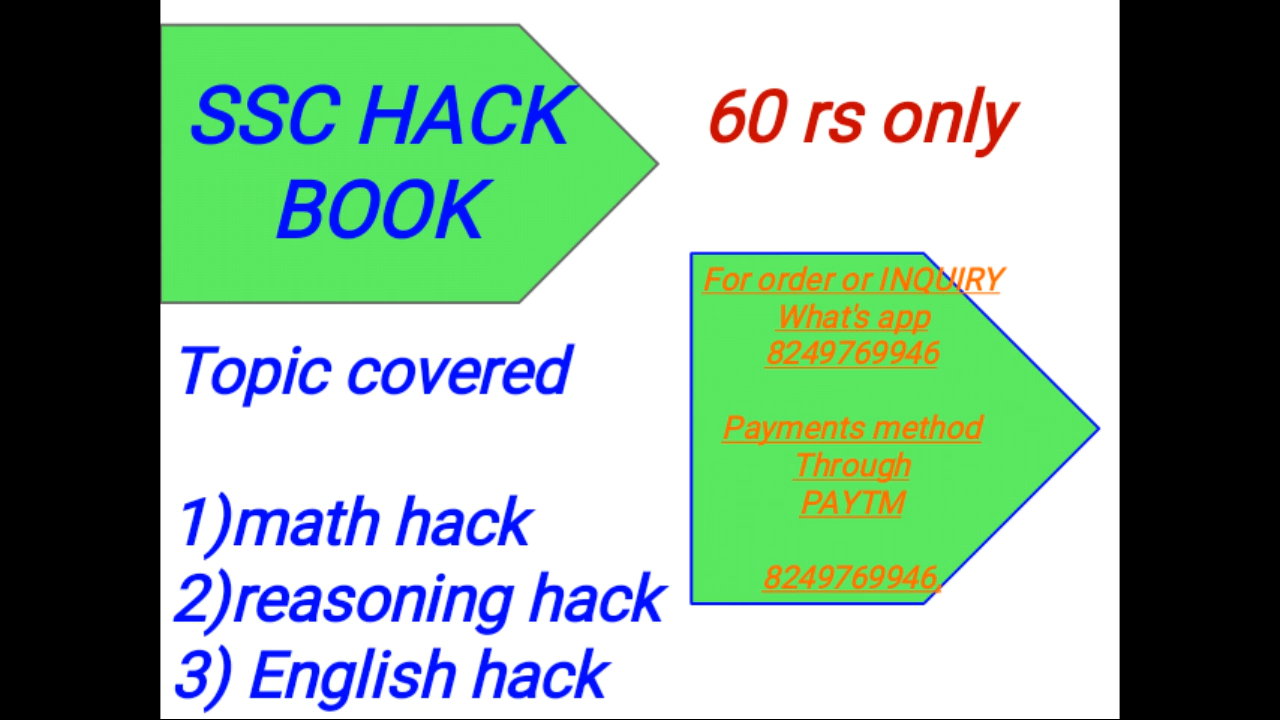 SSC HACK
BOOK
60 rs only
For order or INQUIRY
What's app
8249769946
Payments method
Through
PAYTM
8249769946
Topic covered
1)math hack
2)reasoning hack
3) English hack